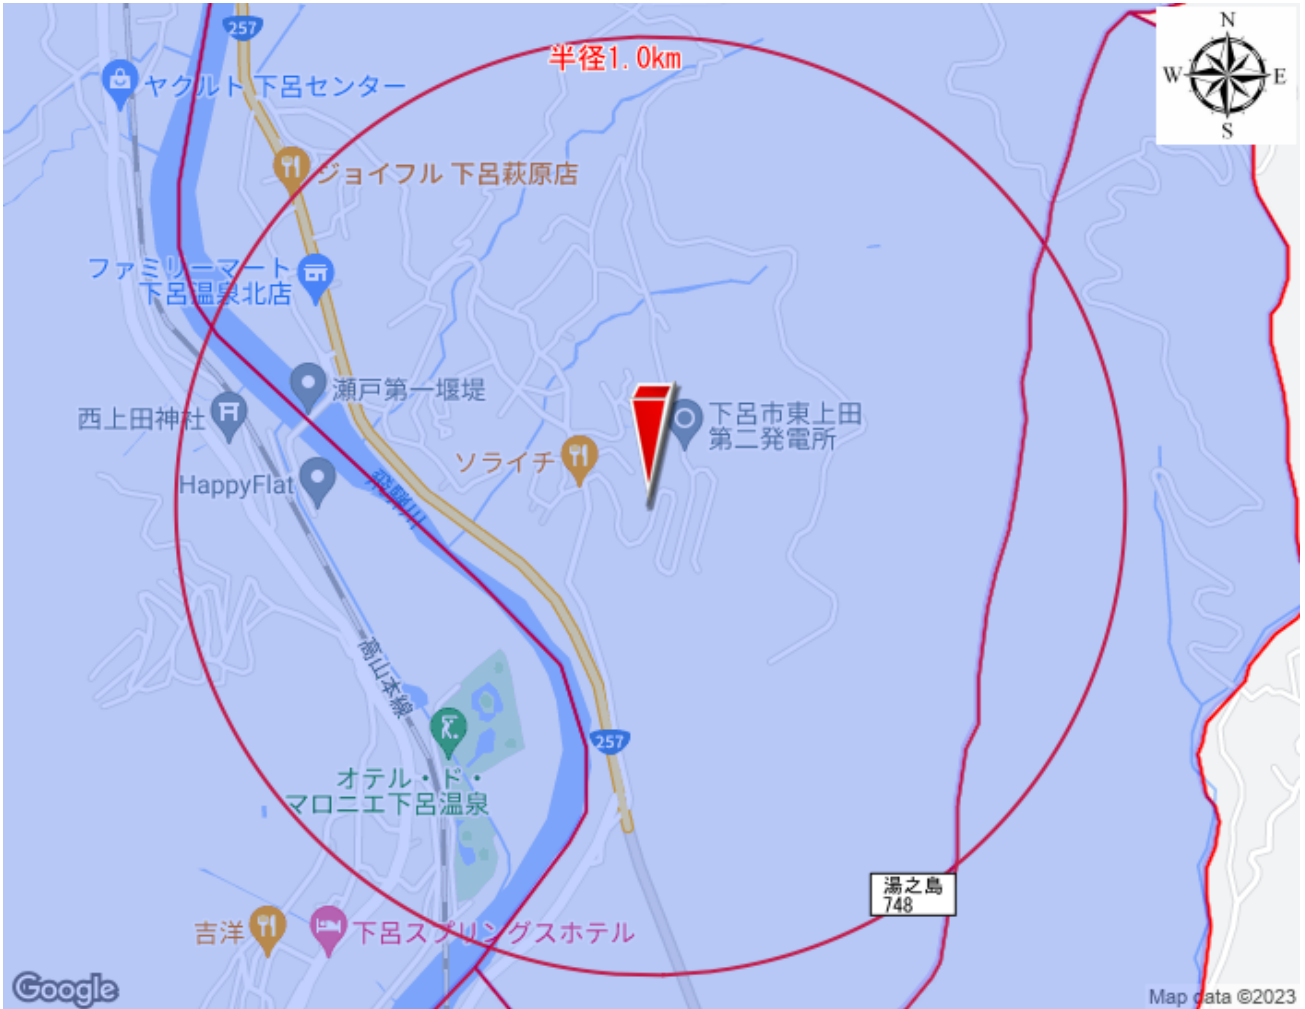 257
半径1.0km
N
W
E
S
ヤクルト 下呂センター
ジョイフル 下呂萩原店
ファミリーマート
下呂温泉北店
瀬戸第一堰堤
西上田神社
下呂市東上田
第二発電所
ソライチ
HappyFlat
飛騨川
高山本線
257
オテル・ド・
マロニエ下呂温泉
湯之島
748
吉洋
下呂スプリングスホテル
Google
Map data ©2023